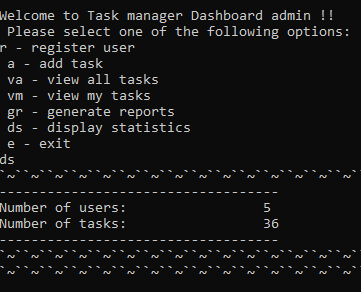 Welcome to Task manager Dashboard admin !!
Please select one of the following options:
r - register user
a - add task
va - view all tasks
vm - view my tasks
gr - generate reports
ds - display statistics
e - exit
ds
`~``~``~``~``~``~``~``~``~``~``~``~``~``~``~
-----------------------------------
Number of users: 5
Number of tasks: 36
-----------------------------------
`~``~``~``~``~``~``~``~``~``~``~``~``~``~``~
`~``~``~``~``~``~``~``~``~``~``~``~``~``~``~